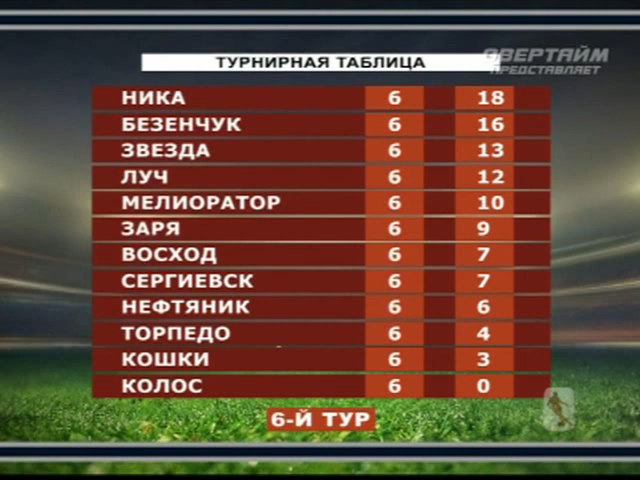 ОВЕРТАЙМ
ПРЕДСТАВЛЯЕТ
ТУРНИРНАЯ ТАБЛИЦА
НИКА 6 18
БЕЗЕНЧУК 6 16
ЗВЕЗДА 6 13
ЛУЧ 6 12
МЕЛИОРАТОР 6 10
ЗАРЯ 6 9
ВОСХОД 6 7
СЕРГИЕВСК 6 7
НЕФТЯНИК 6 6
ТОРПЕДО 6 4
КОШКИ 6 3
КОЛОС 6 0
6-Й ТУР